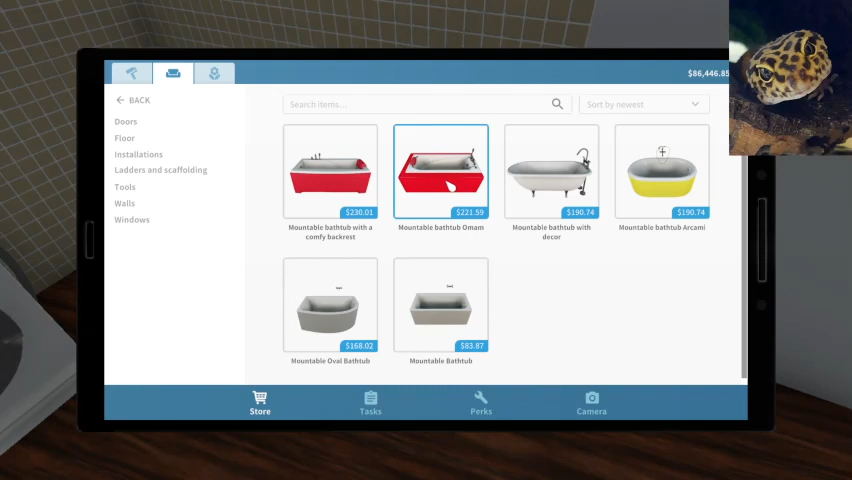 $86,446.85
BACK
Search items...
Sort by newest
Doors
Floor
Installations
Ladders and scaffolding
Tools
Walls
Windows
$230.01
$221.59
$190.74
$190.74
Mountable bathtub with a
comfy backrest
Mountable bathtub Omam
Mountable bathtub with
decor
Mountable bathtub Arcami
$168.02
$83.87
Mountable Oval Bathtub
Mountable Bathtub
Store
Tasks
Perks
Camera